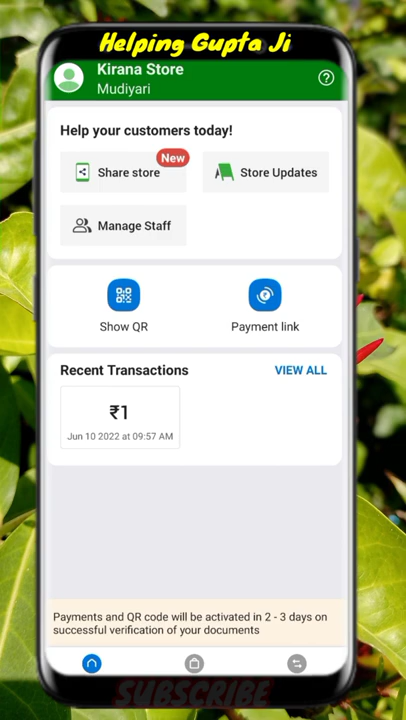 Helping Gupta Ji
Kirana Store
Mudiyari
Help your customers today!
New
Share store
Store Updates
Manage Staff
Show QR
Payment link
Recent Transactions
VIEW ALL
₹1
Jun 10 2022 at 09:57 AM
Payments and QR code will be activated in 2 - 3 days on
successful verification of your documents
SUBSCRIBE